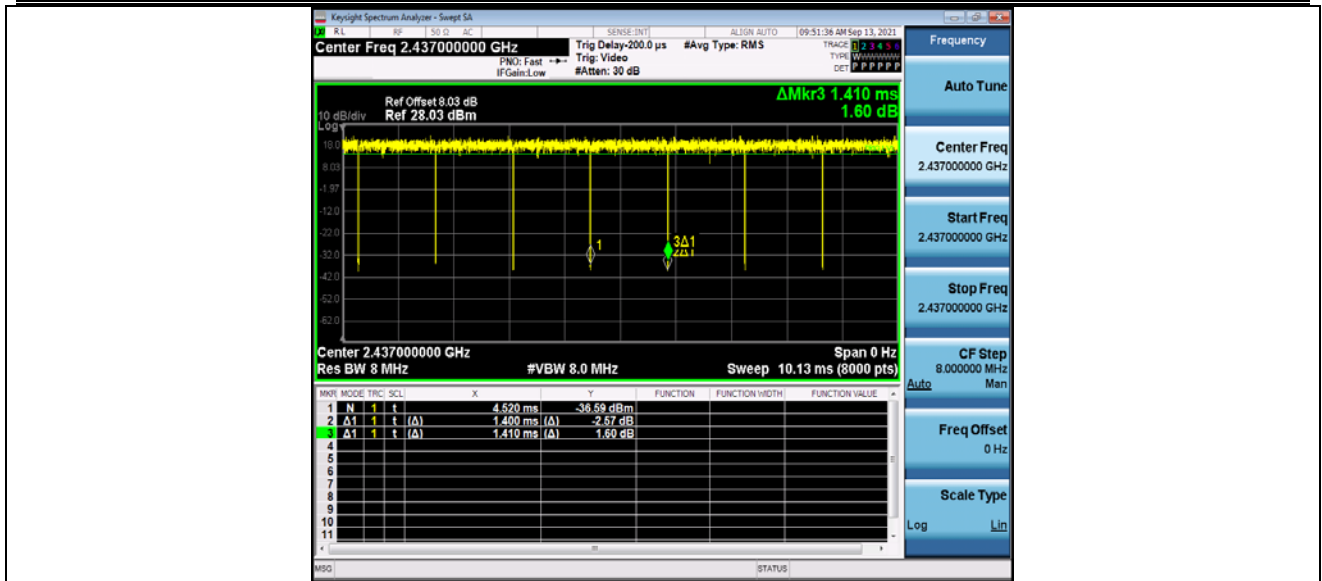 Keysight Spectrum Analyzer - Swept SA
RL RF 50 Ω AC SENSE:INT ALIGN AUTO 09:51:36 AM Sep 13, 2021
Center Freq 2.437000000 GHz
PNO: Fast
IFGain:Low
Trig Delay-200.0 µs
Trig: Video
#Atten: 30 dB
#Avg Type: RMS
TRACE 1 2 3 4 5 6
TYPE WWWWWW
DET P P P P P P
Frequency
Auto Tune
Center Freq
2.437000000 GHz
Start Freq
2.437000000 GHz
Stop Freq
2.437000000 GHz
CF Step
8.000000 MHz
Auto Man
Freq Offset
0 Hz
Scale Type
Log Lin
ΔMkr3 1.410 ms
1.60 dB
Ref Offset 8.03 dB
10 dB/div Ref 28.03 dBm
Log
18.0
8.03
-1.97
-12.0
-22.0
-32.0
-42.0
-52.0
-62.0
1
3Δ1
2Δ1
Center 2.437000000 GHz Span 0 Hz
Res BW 8 MHz #VBW 8.0 MHz Sweep 10.13 ms (8000 pts)
MKR MODE TRC SCL X Y FUNCTION FUNCTION WIDTH FUNCTION VALUE
1 N 1 t 4.520 ms -36.59 dBm
2 Δ1 1 t (Δ) 1.400 ms (Δ) -2.57 dB
3 Δ1 1 t (Δ) 1.410 ms (Δ) 1.60 dB
4
5
6
7
8
9
10
11
MSG STATUS